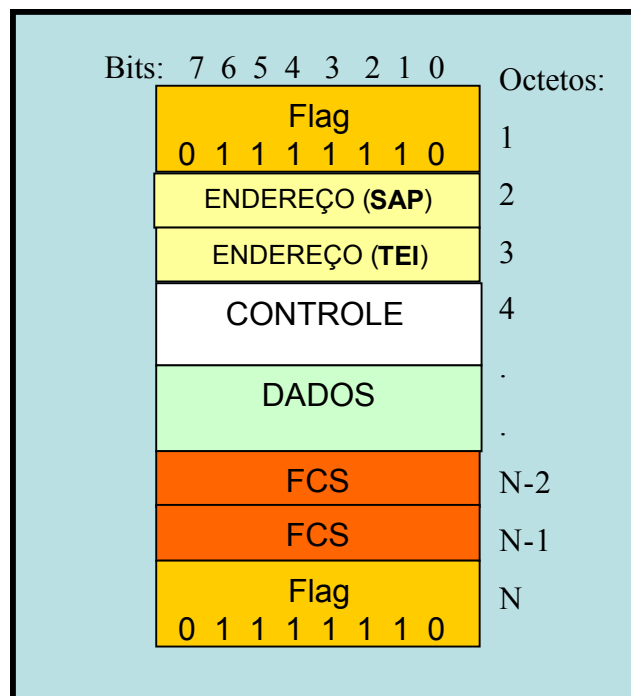 Bits: 7 6 5 4 3 2 1 0
Octetos:
Flag
0 1 1 1 1 1 1 0
1
ENDEREÇO (SAP)
2
ENDEREÇO (TEI)
3
CONTROLE
4
.
DADOS
.
FCS
N-2
FCS
N-1
Flag
0 1 1 1 1 1 1 0
N